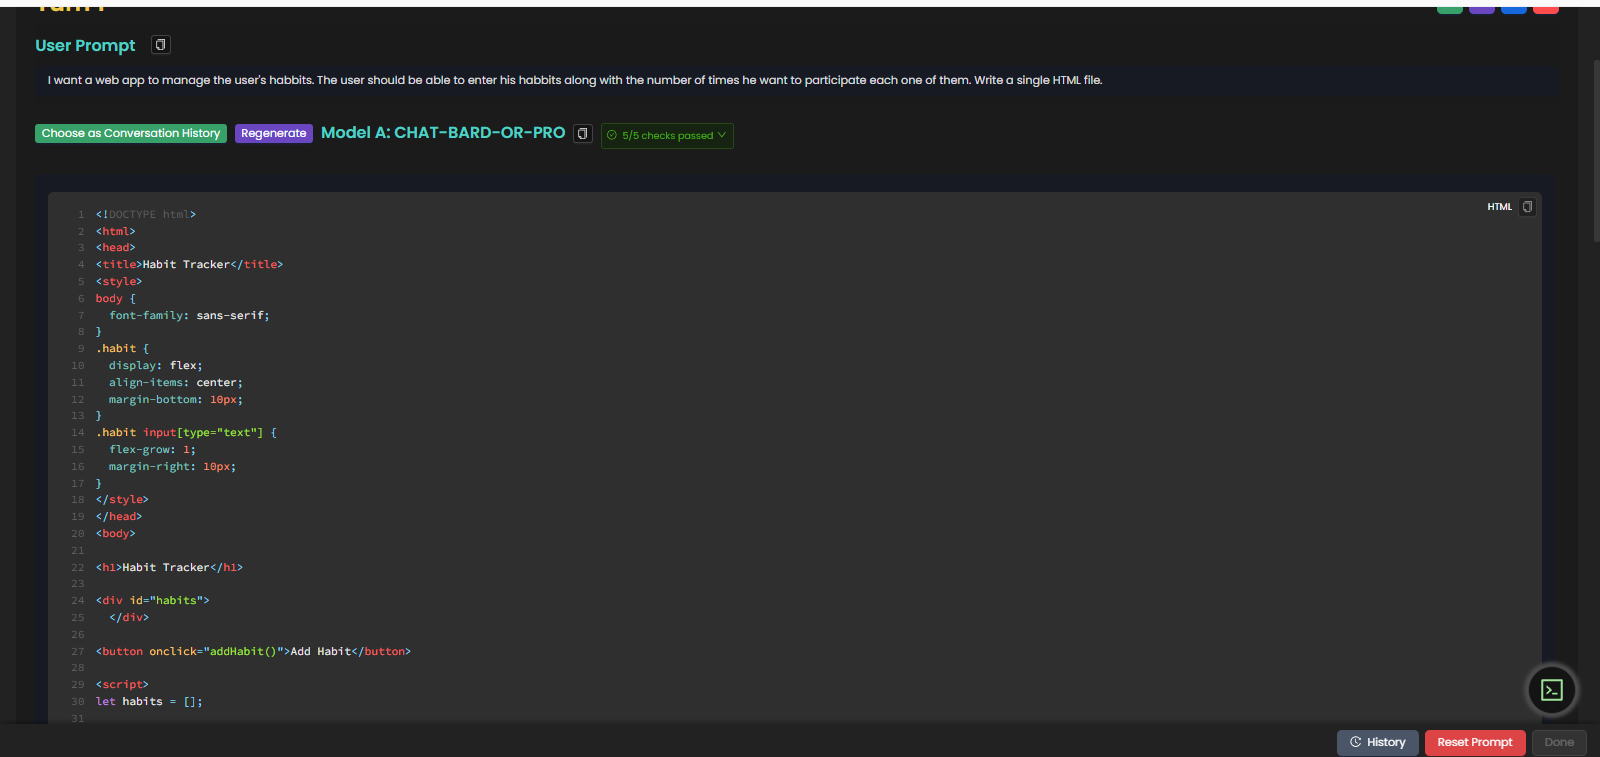 User Prompt
I want a web app to manage the user's habbits. The user should be able to enter his habbits along with the number of times he want to participate each one of them. Write a single HTML file.
Choose as Conversation History Regenerate Model A: CHAT-BARD-OR-PRO 5/5 checks passed
HTML
1 <!DOCTYPE html>
2 <html>
3 <head>
4 <title>Habit Tracker</title>
5 <style>
6 body {
7 font-family: sans-serif;
8 }
9 .habit {
10 display: flex;
11 align-items: center;
12 margin-bottom: 10px;
13 }
14 .habit input[type="text"] {
15 flex-grow: 1;
16 margin-right: 10px;
17 }
18 </style>
19 </head>
20 <body>
21
22 <h1>Habit Tracker</h1>
23
24 <div id="habits">
25 </div>
26
27 <button onclick="addHabit()">Add Habit</button>
28
29 <script>
30 let habits = [];
31
History Reset Prompt Done